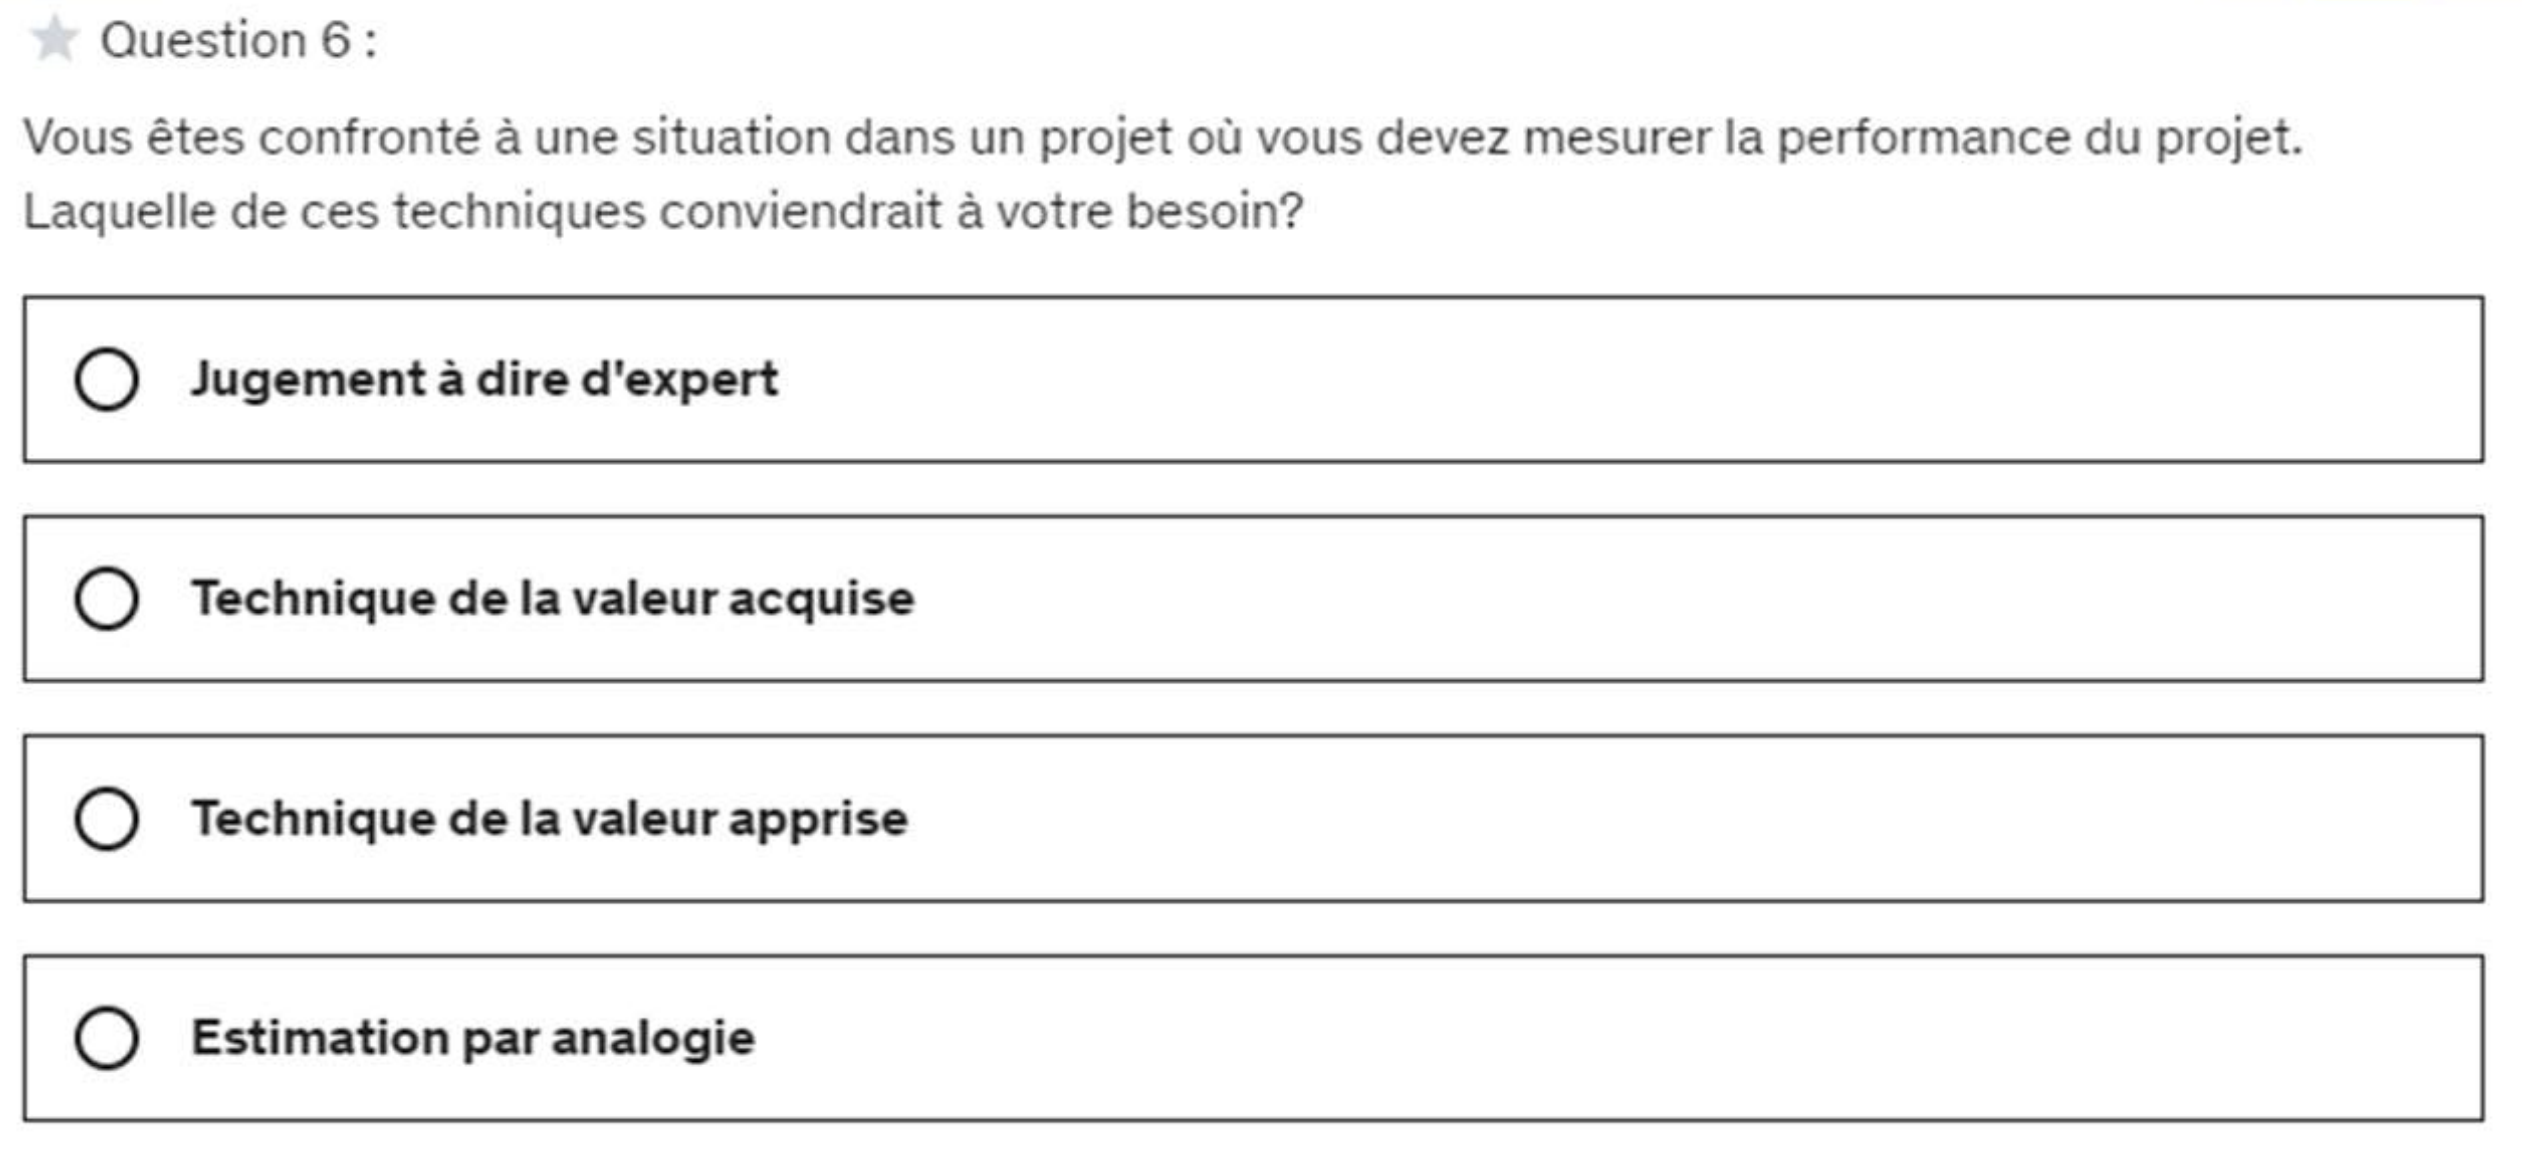 Question 6 :
Vous êtes confronté à une situation dans un projet où vous devez mesurer la performance du projet.
Laquelle de ces techniques conviendrait à votre besoin?
Jugement à dire d'expert
Technique de la valeur acquise
Technique de la valeur apprise
Estimation par analogie